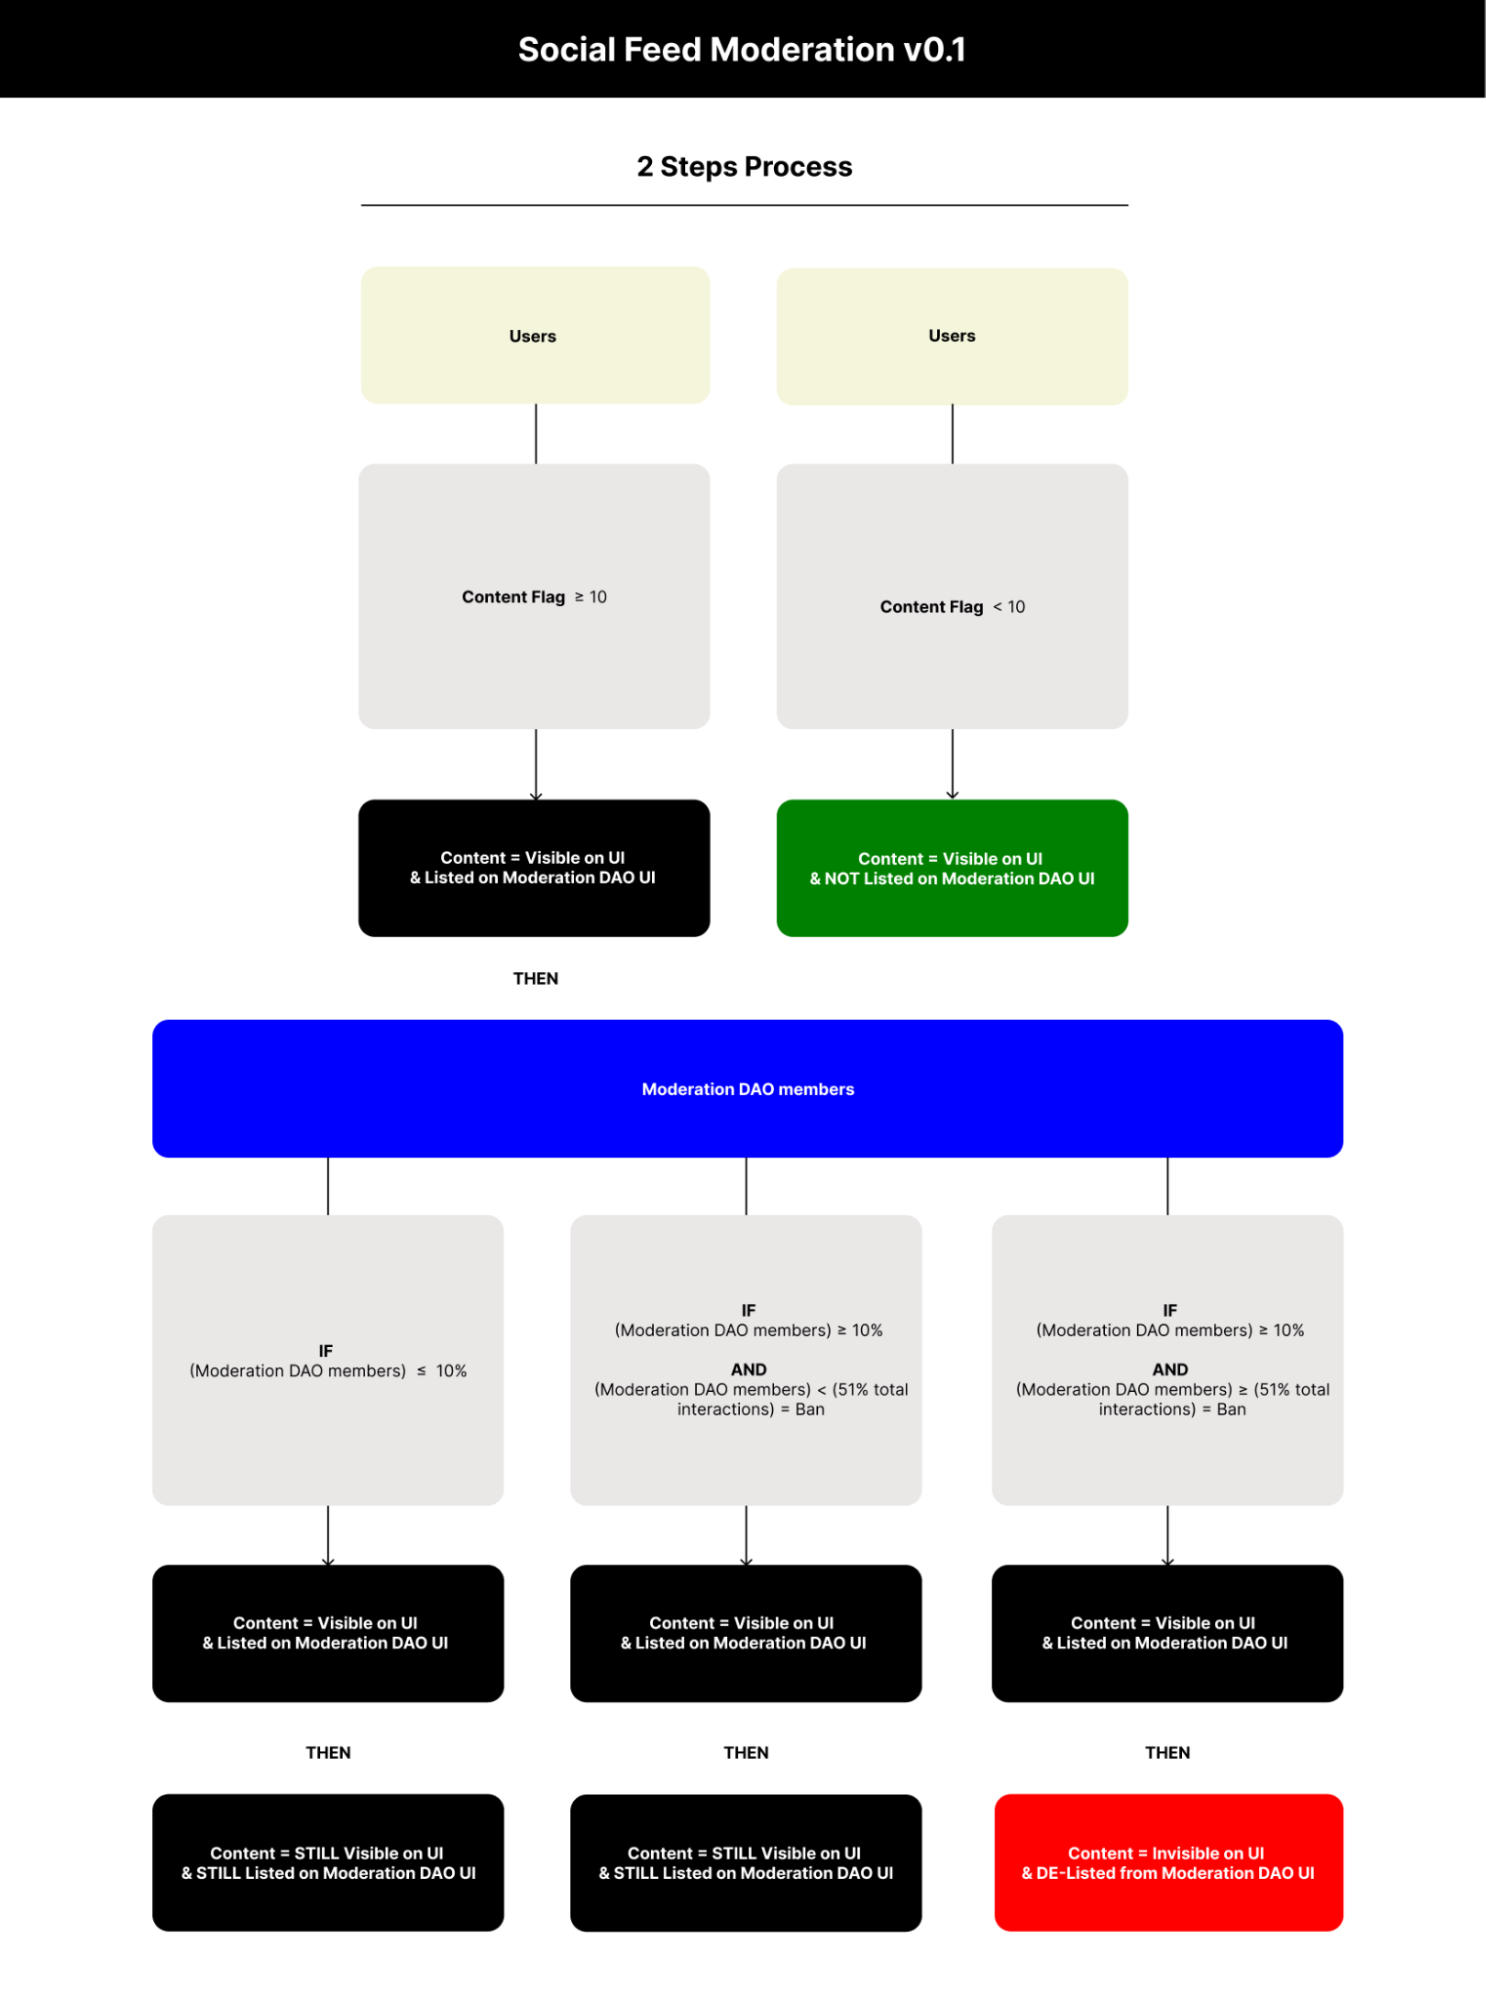 Social Feed Moderation v0.1
2 Steps Process
Users
Users
Content Flag ≥ 10
Content Flag < 10
Content = Visible on UI
& Listed on Moderation DAO UI
Content = Visible on UI
& NOT Listed on Moderation DAO UI
THEN
Moderation DAO members
IF
(Moderation DAO members) ≤ 10%
IF
(Moderation DAO members) ≥ 10%
AND
(Moderation DAO members) < (51% total
interactions) = Ban
IF
(Moderation DAO members) ≥ 10%
AND
(Moderation DAO members) ≥ (51% total
interactions) = Ban
Content = Visible on UI
& Listed on Moderation DAO UI
Content = Visible on UI
& Listed on Moderation DAO UI
Content = Visible on UI
& Listed on Moderation DAO UI
THEN
THEN
THEN
Content = STILL Visible on UI
& STILL Listed on Moderation DAO UI
Content = STILL Visible on UI
& STILL Listed on Moderation DAO UI
Content = Invisible on UI
& DE-Listed from Moderation DAO UI